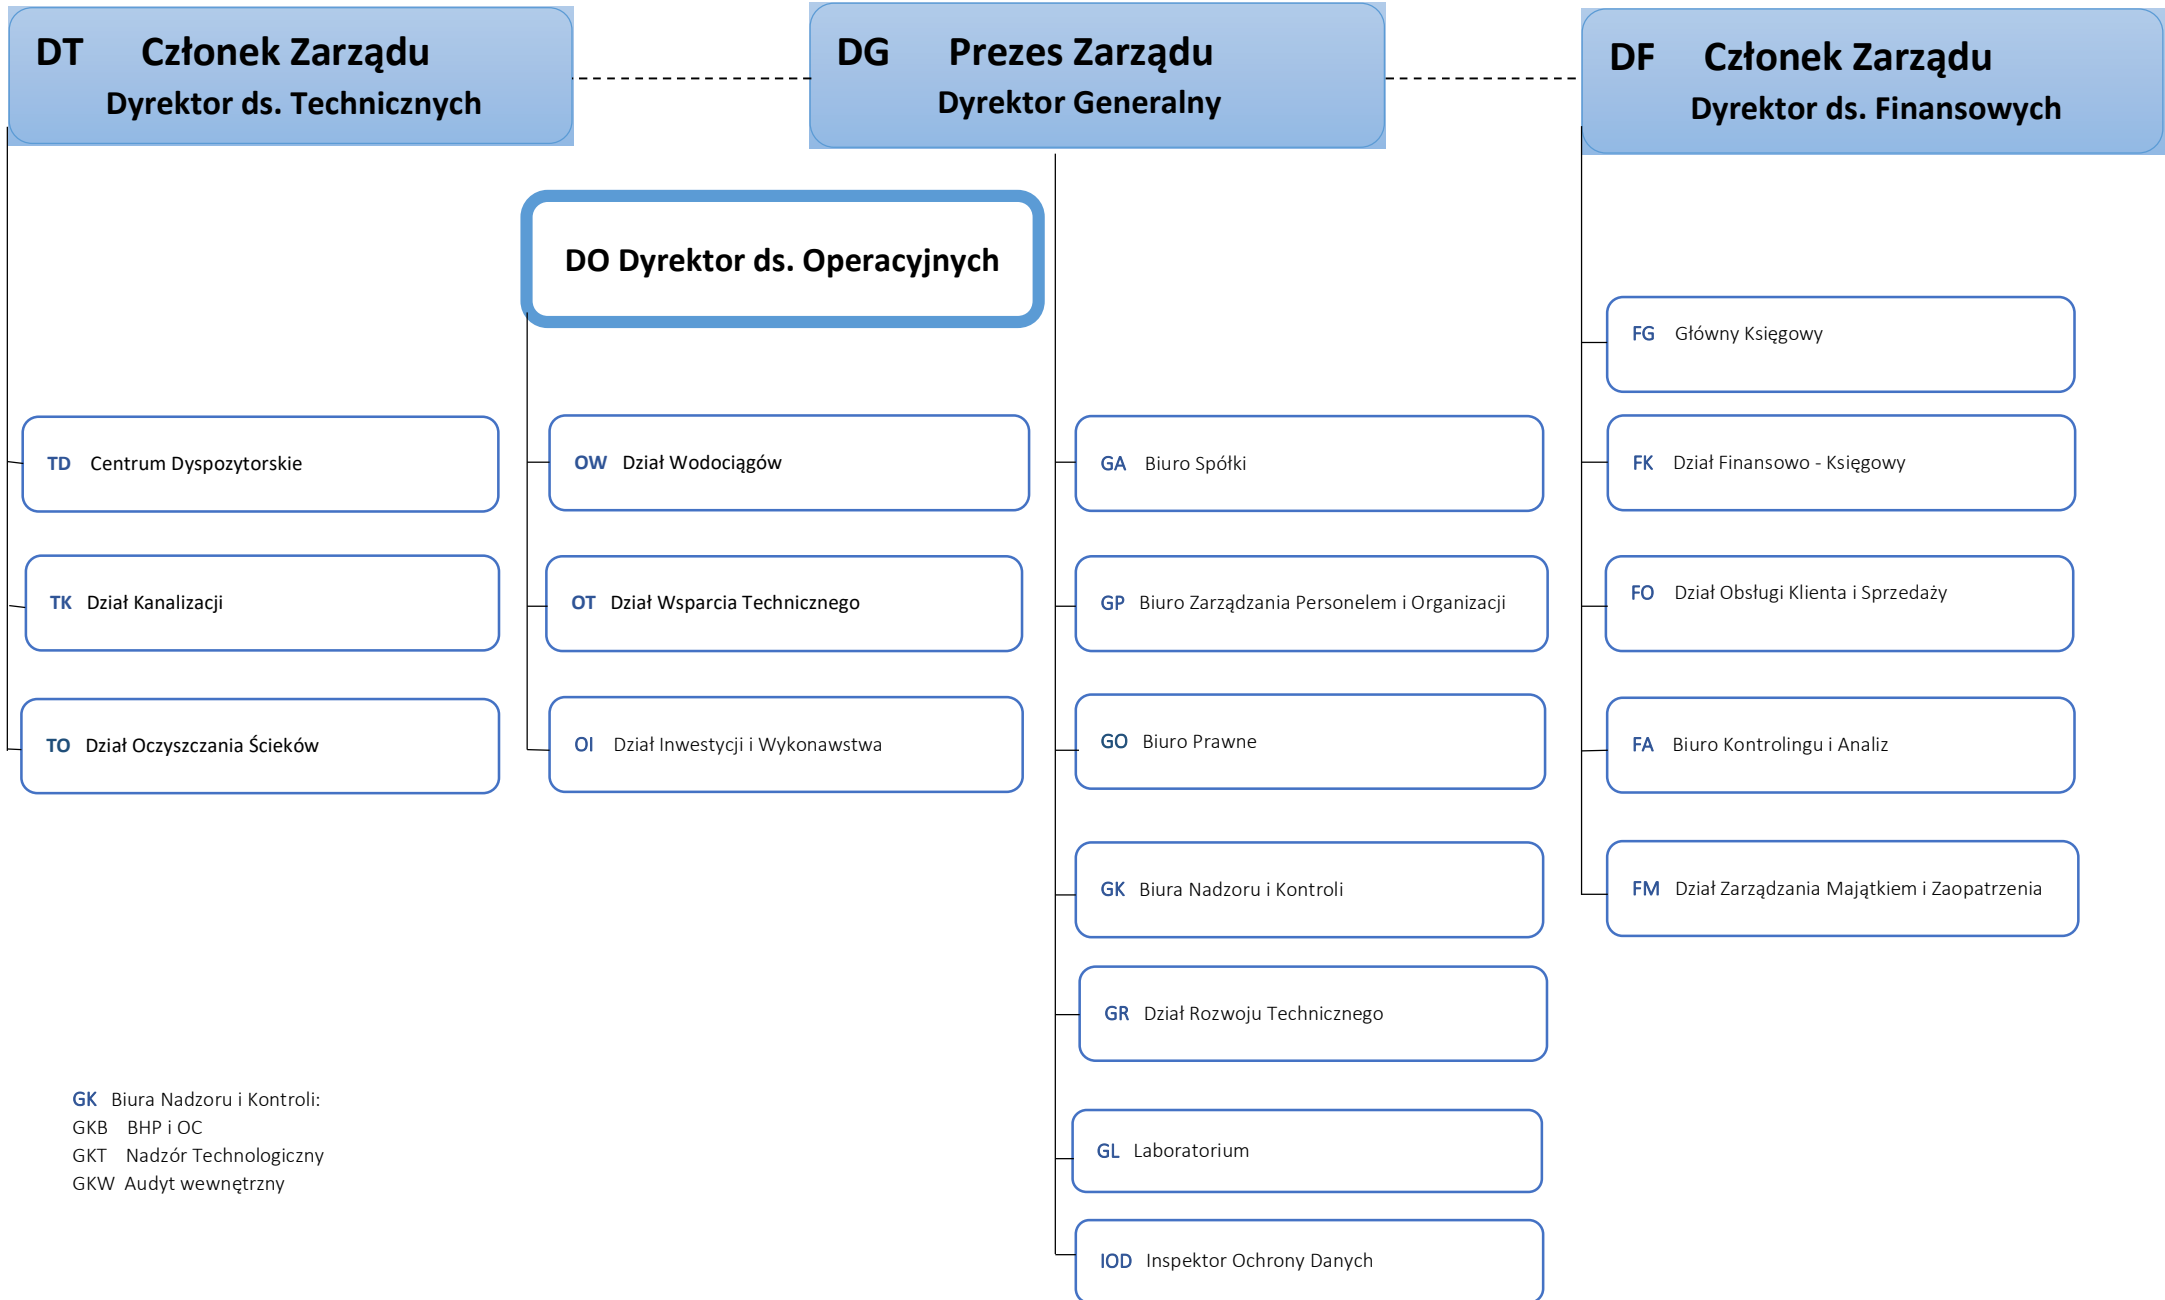 DT Członek Zarządu
Dyrektor ds. Technicznych
DG Prezes Zarządu
Dyrektor Generalny
DF Członek Zarządu
Dyrektor ds. Finansowych
DO Dyrektor ds. Operacyjnych
TD Centrum Dyspozytorskie
TK Dział Kanalizacji
TO Dział Oczyszczania Ścieków
OW Dział Wodociągów
OT Dział Wsparcia Technicznego
OI Dział Inwestycji i Wykonawstwa
GA Biuro Spółki
GP Biuro Zarządzania Personelem i Organizacji
GO Biuro Prawne
GK Biura Nadzoru i Kontroli
GR Dział Rozwoju Technicznego
GL Laboratorium
IOD Inspektor Ochrony Danych
FG Główny Księgowy
FK Dział Finansowo - Księgowy
FO Dział Obsługi Klienta i Sprzedaży
FA Biuro Kontrolingu i Analiz
FM Dział Zarządzania Majątkiem i Zaopatrzenia
GK Biura Nadzoru i Kontroli:
GKB BHP i OC
GKT Nadzór Technologiczny
GKW Audyt wewnętrzny